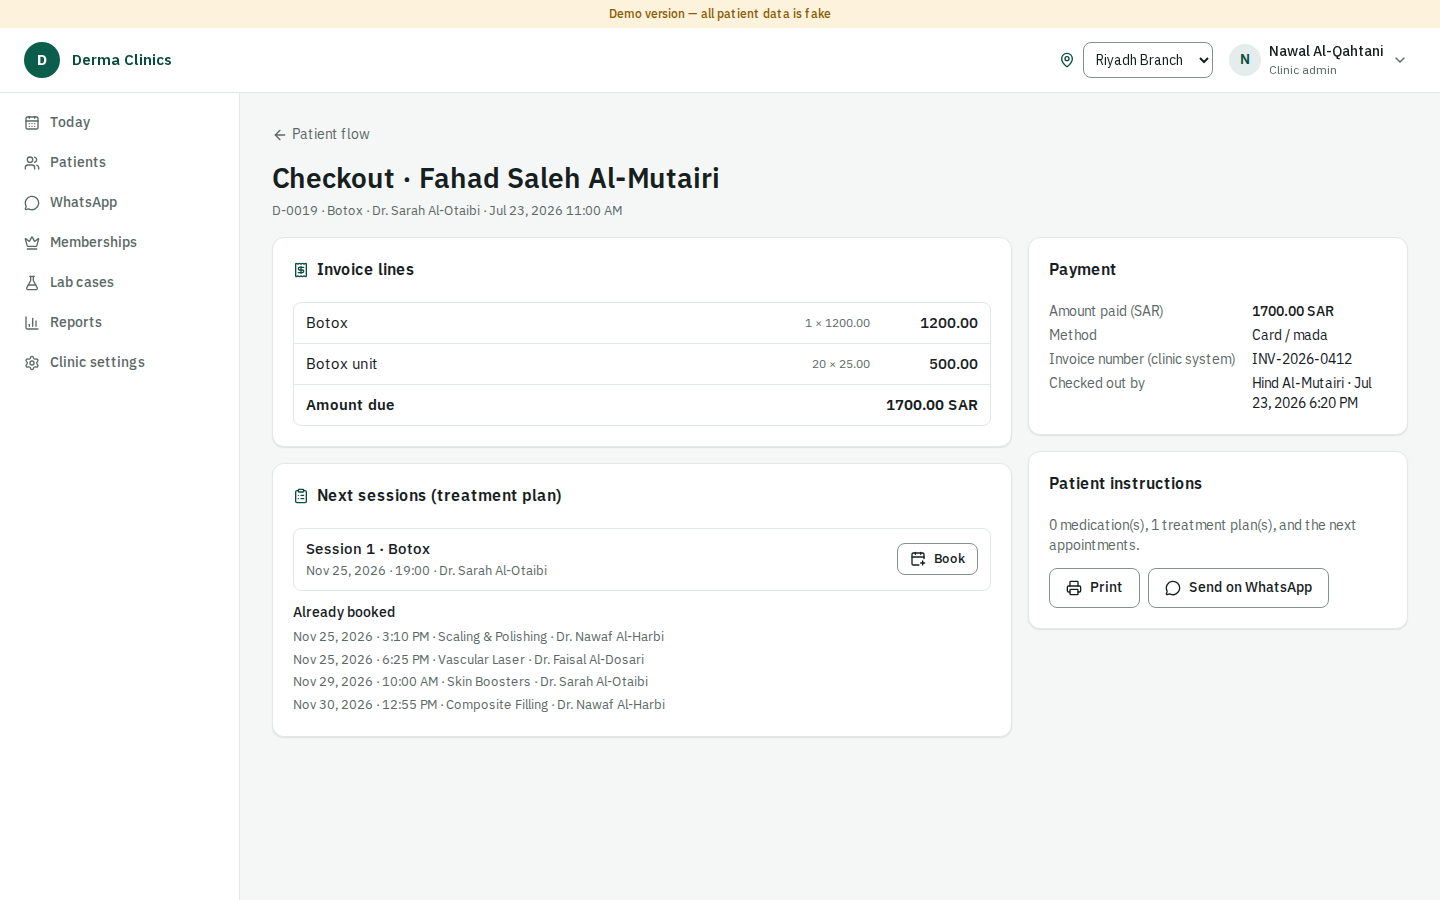 Demo version — all patient data is fake
D
Derma Clinics
Riyadh Branch
N
Nawal Al-Qahtani
Clinic admin
Today
Patients
WhatsApp
Memberships
Lab cases
Reports
Clinic settings
Patient flow
Checkout · Fahad Saleh Al-Mutairi
D-0019 · Botox · Dr. Sarah Al-Otaibi · Jul 23, 2026 11:00 AM
Invoice lines
Botox 1 × 1200.00 1200.00
Botox unit 20 × 25.00 500.00
Amount due 1700.00 SAR
Next sessions (treatment plan)
Session 1 · Botox
Nov 25, 2026 · 19:00 · Dr. Sarah Al-Otaibi
Book
Already booked
Nov 25, 2026 · 3:10 PM · Scaling & Polishing · Dr. Nawaf Al-Harbi
Nov 25, 2026 · 6:25 PM · Vascular Laser · Dr. Faisal Al-Dosari
Nov 29, 2026 · 10:00 AM · Skin Boosters · Dr. Sarah Al-Otaibi
Nov 30, 2026 · 12:55 PM · Composite Filling · Dr. Nawaf Al-Harbi
Payment
Amount paid (SAR) 1700.00 SAR
Method Card / mada
Invoice number (clinic system) INV-2026-0412
Checked out by Hind Al-Mutairi · Jul
23, 2026 6:20 PM
Patient instructions
0 medication(s), 1 treatment plan(s), and the next
appointments.
Print
Send on WhatsApp